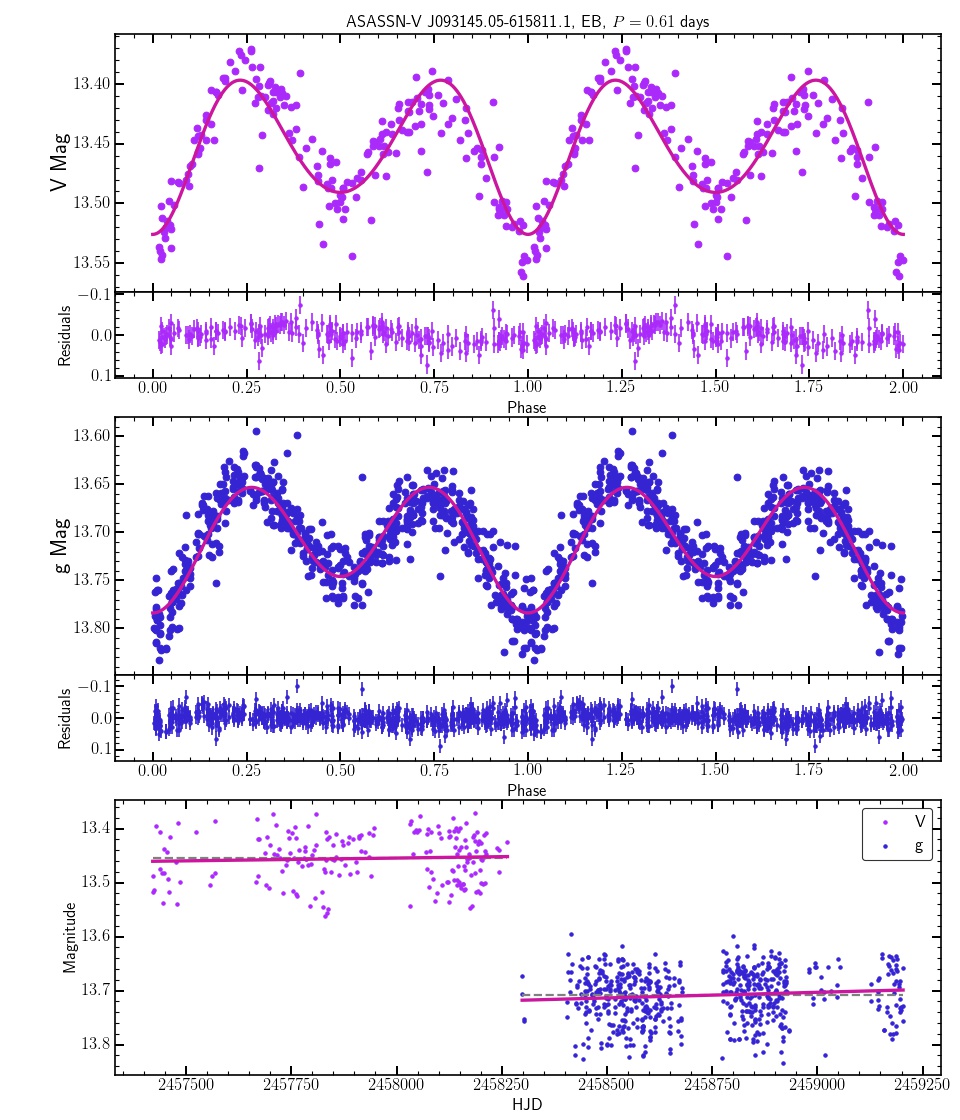 ASASSN-V J093145.05-615811.1, EB, P = 0.61 days
13.40
13.45
13.50
13.55
V Mag
−0.1
0.0
0.1
Residuals
0.00 0.25 0.50 0.75 1.00 1.25 1.50 1.75 2.00
Phase
13.60
13.65
13.70
13.75
13.80
g Mag
−0.1
0.0
0.1
Residuals
0.00 0.25 0.50 0.75 1.00 1.25 1.50 1.75 2.00
Phase
V
g
13.4
13.5
13.6
13.7
13.8
Magnitude
2457500 2457750 2458000 2458250 2458500 2458750 2459000 2459250
HJD